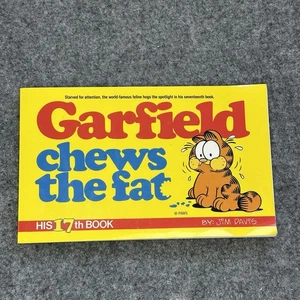 Starved for attention, the world-famous feline hogs the spotlight in his seventeenth book.
Garfield
chews
the fat
HIS 17th BOOK
BY: JIM DAVIS